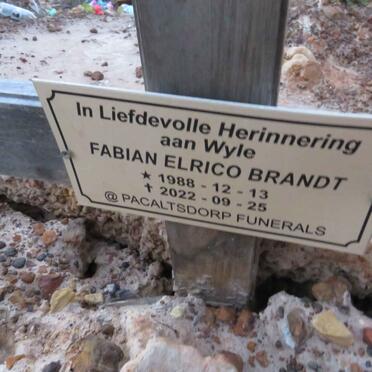 In Liefdevolle Herinnering
aan Wyle
FABIAN ELRICO BRANDT
★ 1988 - 12 - 13
✝ 2022 - 09 - 25
@ PACALTSDORP FUNERALS